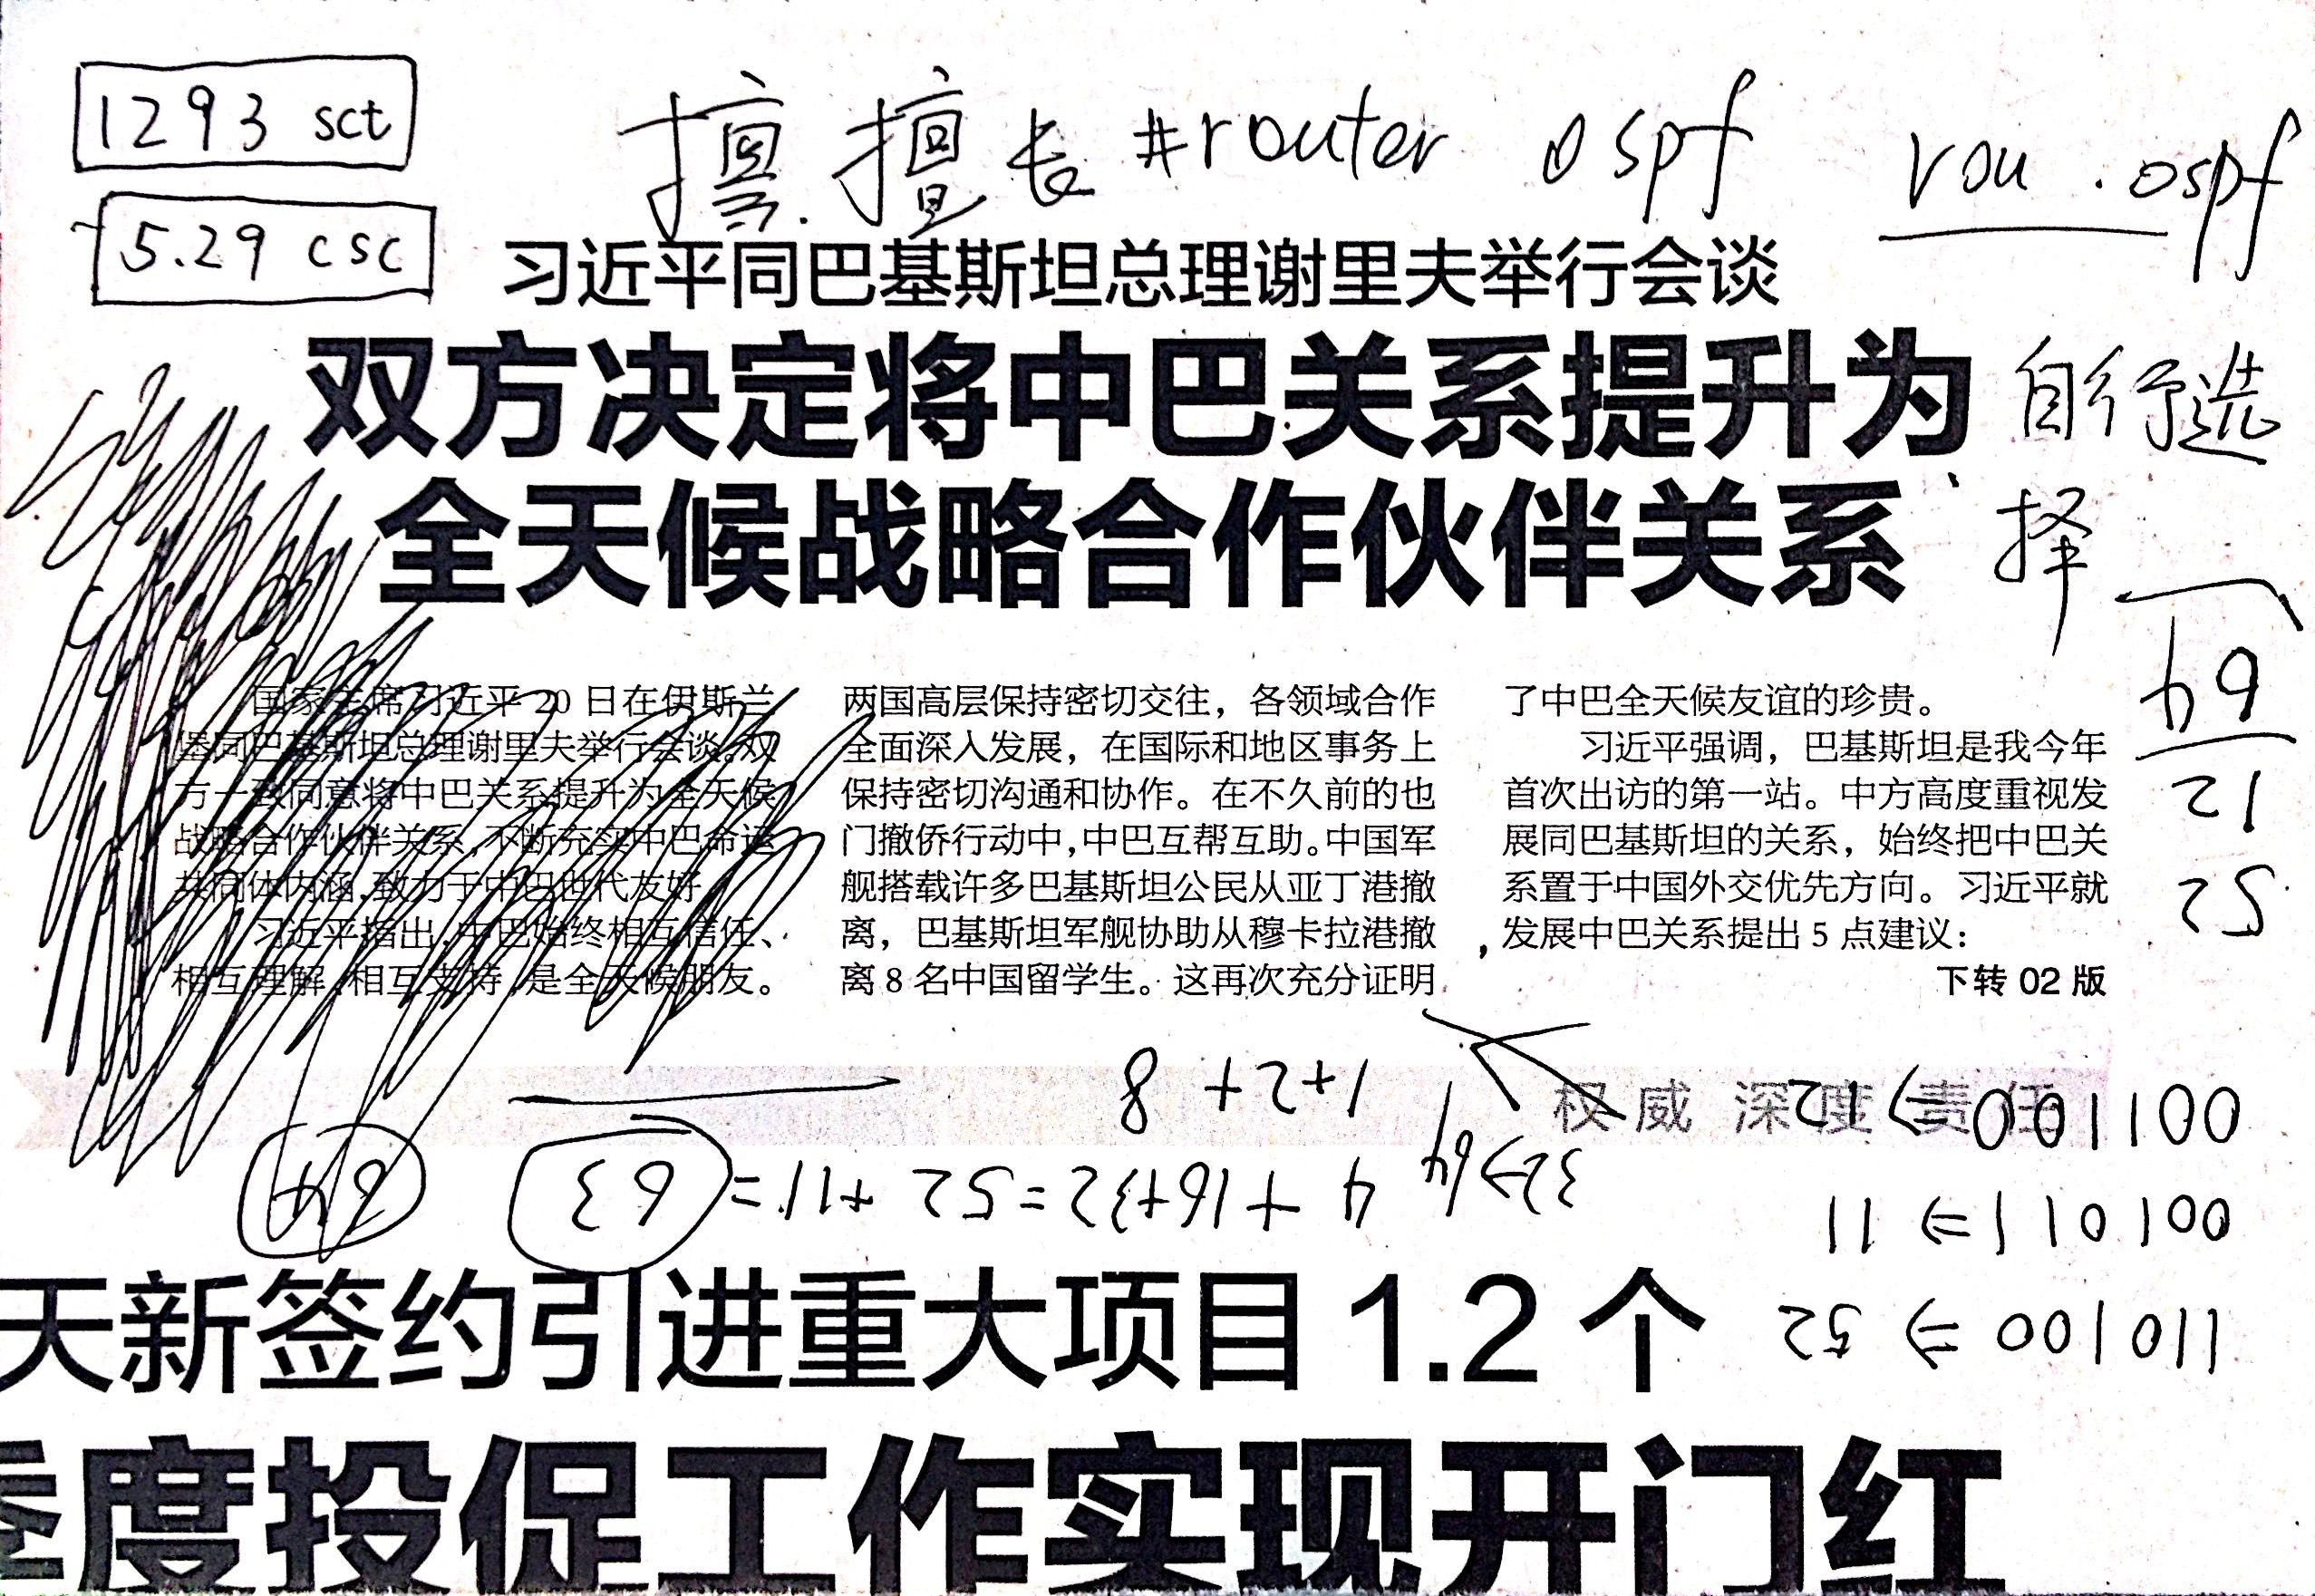 1293 sct
5.29 csc
擅长 #router ospf
rou . ospf
习近平同巴基斯坦总理谢里夫举行会谈
双方决定将中巴关系提升为
全天候战略合作伙伴关系
自行选
择
64
12
52
国家主席习近平 20 日在伊斯兰
堡同巴基斯坦总理谢里夫举行会谈。双
方一致同意将中巴关系提升为全天候
战略合作伙伴关系，不断充实中巴命运
共同体内涵，致力于中巴世代友好。
习近平指出，中巴始终相互信任、
相互理解、相互支持，是全天候朋友。
两国高层保持密切交往，各领域合作
全面深入发展，在国际和地区事务上
保持密切沟通和协作。在不久前的也
门撤侨行动中，中巴互帮互助。中国军
舰搭载许多巴基斯坦公民从亚丁港撤
离，巴基斯坦军舰协助从穆卡拉港撤
离 8 名中国留学生。这再次充分证明
了中巴全天候友谊的珍贵。
习近平强调，巴基斯坦是我今年
首次出访的第一站。中方高度重视发
展同巴基斯坦的关系，始终把中巴关
系置于中国外交优先方向。习近平就
发展中巴关系提出 5 点建议：
下转 02 版
权威 深度 责任
110100 ⇒ 52
001011 ⇒ 11
001100 ⇒ 12
32→64
4+16+32=52+11=63
1+2+8
64
天新签约引进重大项目 1.2 个
季度投促工作实现开门红